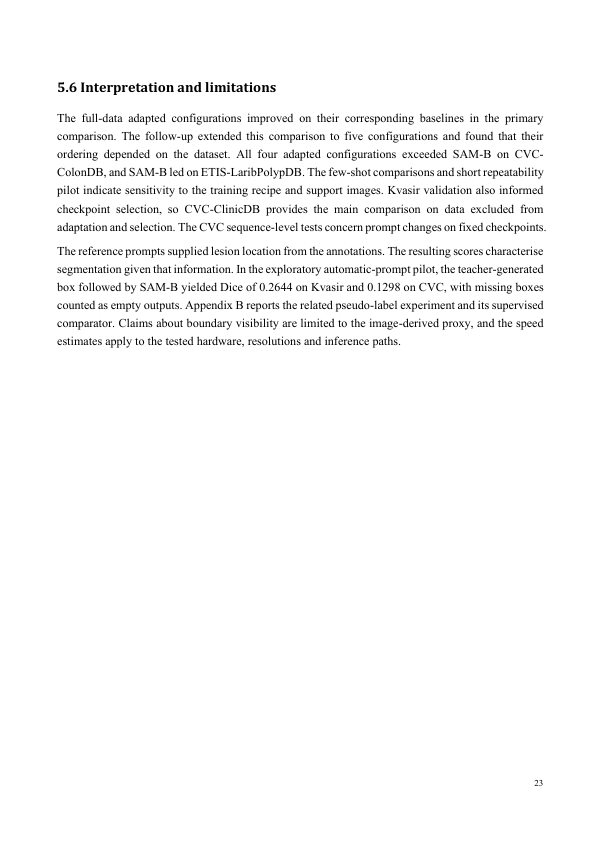 5.6 Interpretation and limitations
The full-data adapted configurations improved on their corresponding baselines in the primary
comparison. The follow-up extended this comparison to five configurations and found that their
ordering depended on the dataset. All four adapted configurations exceeded SAM-B on CVC-
ColonDB, and SAM-B led on ETIS-LaribPolypDB. The few-shot comparisons and short repeatability
pilot indicate sensitivity to the training recipe and support images. Kvasir validation also informed
checkpoint selection, so CVC-ClinicDB provides the main comparison on data excluded from
adaptation and selection. The CVC sequence-level tests concern prompt changes on fixed checkpoints.
The reference prompts supplied lesion location from the annotations. The resulting scores characterise
segmentation given that information. In the exploratory automatic-prompt pilot, the teacher-generated
box followed by SAM-B yielded Dice of 0.2644 on Kvasir and 0.1298 on CVC, with missing boxes
counted as empty outputs. Appendix B reports the related pseudo-label experiment and its supervised
comparator. Claims about boundary visibility are limited to the image-derived proxy, and the speed
estimates apply to the tested hardware, resolutions and inference paths.
23